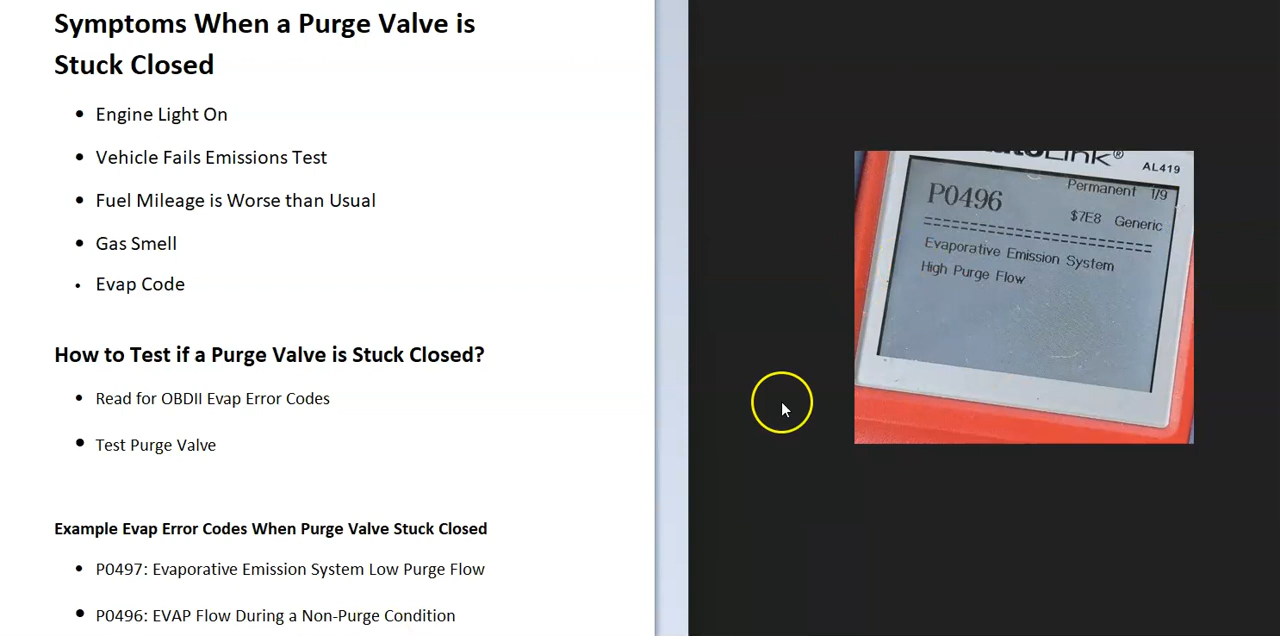 Symptoms When a Purge Valve is
Stuck Closed
• Engine Light On
• Vehicle Fails Emissions Test
• Fuel Mileage is Worse than Usual
• Gas Smell
• Evap Code
How to Test if a Purge Valve is Stuck Closed?
• Read for OBDII Evap Error Codes
• Test Purge Valve
Example Evap Error Codes When Purge Valve Stuck Closed
• P0497: Evaporative Emission System Low Purge Flow
• P0496: EVAP Flow During a Non-Purge Condition
AL419
P0496 Permanent 1/9
$7E8 Generic
Evaporative Emission System
High Purge Flow